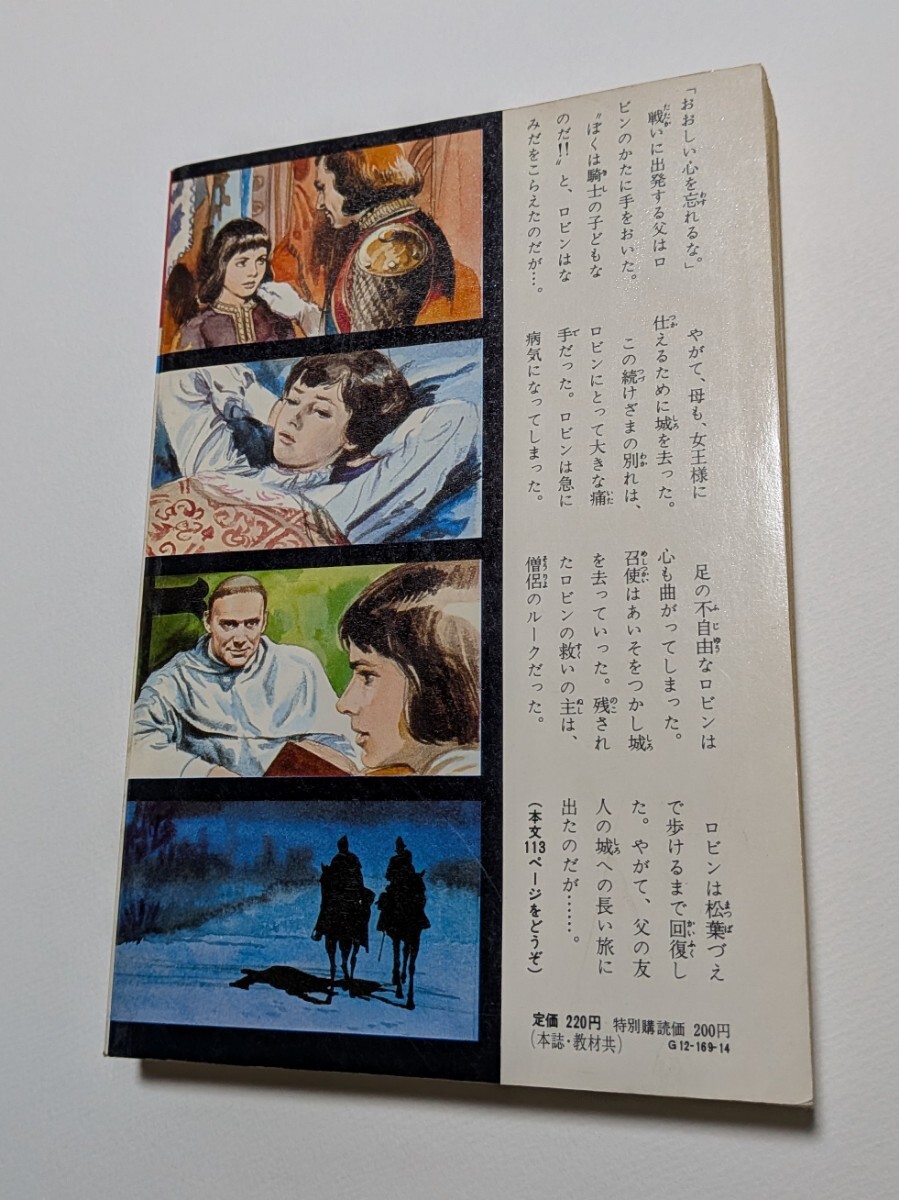 「おおしい心を忘れるな。」
戦いに出発する父はロ
ビンのかたに手をおいた。
“ぼくは騎士の子どもな
のだ!!”と、ロビンはな
みだをこらえたのだが…。
やがて、母も、女王様に
仕えるために城を去った。
この続けざまの別れは、
ロビンにとって大きな痛
手だった。ロビンは急に
病気になってしまった。
足の不自由なロビンは
心も曲がってしまった。
召使はあいそをつかし城
を去っていった。残され
たロビンの救いの主は、
僧侶のルークだった。
ロビンは松葉づえ
で歩けるまで回復し
た。やがて、父の友
人の城への長い旅に
出たのだが……。
(本文113ページをどうぞ)
定価 220円 特別購読価 200円
(本誌・教材共) G12-169-14